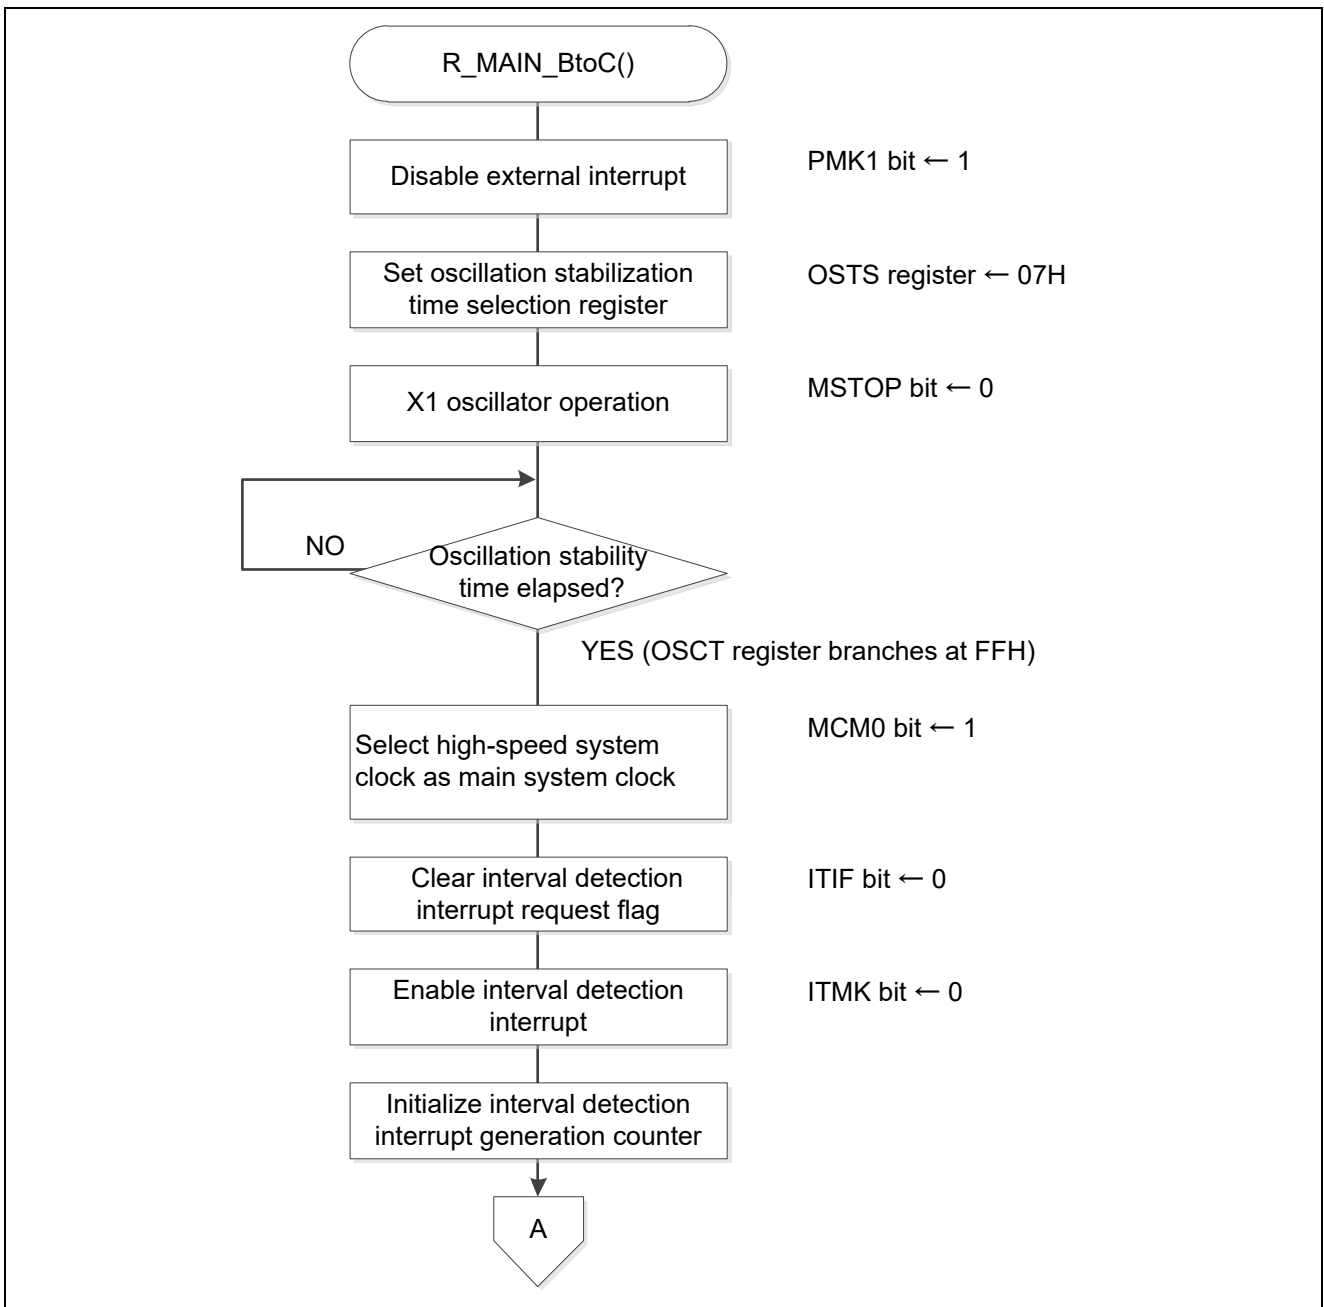 R_MAIN_BtoC()
Disable external interrupt
PMK1 bit ← 1
Set oscillation stabilization
time selection register
OSTS register ← 07H
X1 oscillator operation
MSTOP bit ← 0
NO
Oscillation stability
time elapsed?
YES (OSCT register branches at FFH)
Select high-speed system
clock as main system clock
MCM0 bit ← 1
Clear interval detection
interrupt request flag
ITIF bit ← 0
Enable interval detection
interrupt
ITMK bit ← 0
Initialize interval detection
interrupt generation counter
A